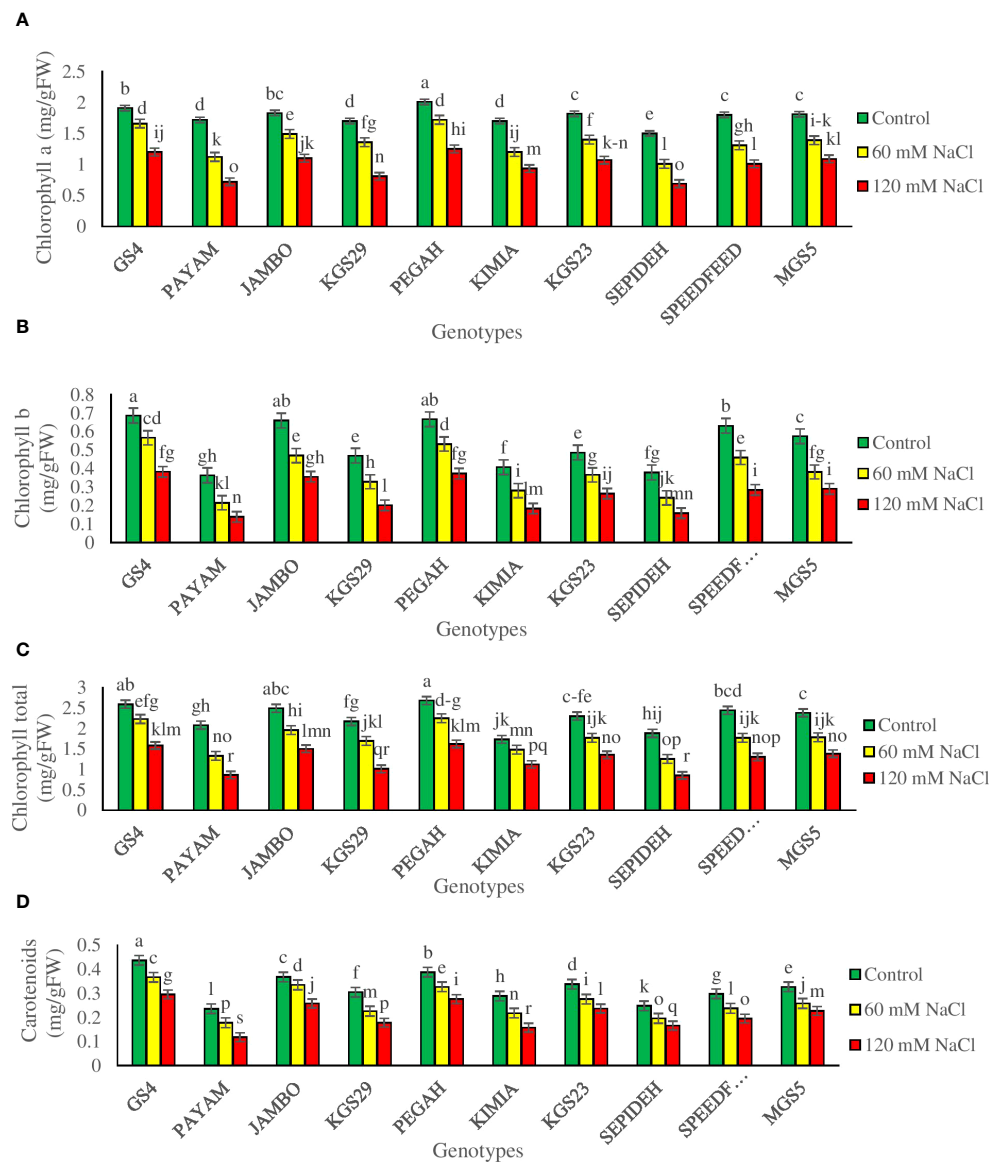 A
Chlorophyll a (mg/gFW)
2.5
2
1.5
1
0.5
0
b d ij
d k o
bc e jk
d fg n
a d hi
d ij m
c f k-n
e l o
c gh l
c i-k kl
GS4
PAYAM
JAMBO
KGS29
PEGAH
KIMIA
KGS23
SEPIDEH
SPEEDFEED
MGS5
Genotypes
Control
60 mM NaCl
120 mM NaCl
B
Chlorophyll b
(mg/gFW)
0.8
0.7
0.6
0.5
0.4
0.3
0.2
0.1
0
a cd fg
gh kl n
ab e gh
e h l
ab d fg
f i lm
e g ij
fg jk mn
b e i
c fg i
GS4
PAYAM
JAMBO
KGS29
PEGAH
KIMIA
KGS23
SEPIDEH
SPEEDF...
MGS5
Genotypes
Control
60 mM NaCl
120 mM NaCl
C
Chlorophyll total
(mg/gFW)
3
2.5
2
1.5
1
0.5
0
ab efg klm
gh no r
abc hi lmn
fg jkl qr
a d-g klm
jk mn pq
c-fe ijk no
hij op r
bcd ijk nop
c ijk no
GS4
PAYAM
JAMBO
KGS29
PEGAH
KIMIA
KGS23
SEPIDEH
SPEED...
MGS5
Genotypes
Control
60 mM NaCl
120 mM NaCl
D
Carotenoids
(mg/gFW)
0.5
0.4
0.3
0.2
0.1
0
a c g
l p s
c d j
f m p
b e i
h n r
d j l
k o q
g l o
e j m
GS4
PAYAM
JAMBO
KGS29
PEGAH
KIMIA
KGS23
SEPIDEH
SPEEDF...
MGS5
Genotypes
Control
60 mM NaCl
120 mM NaCl